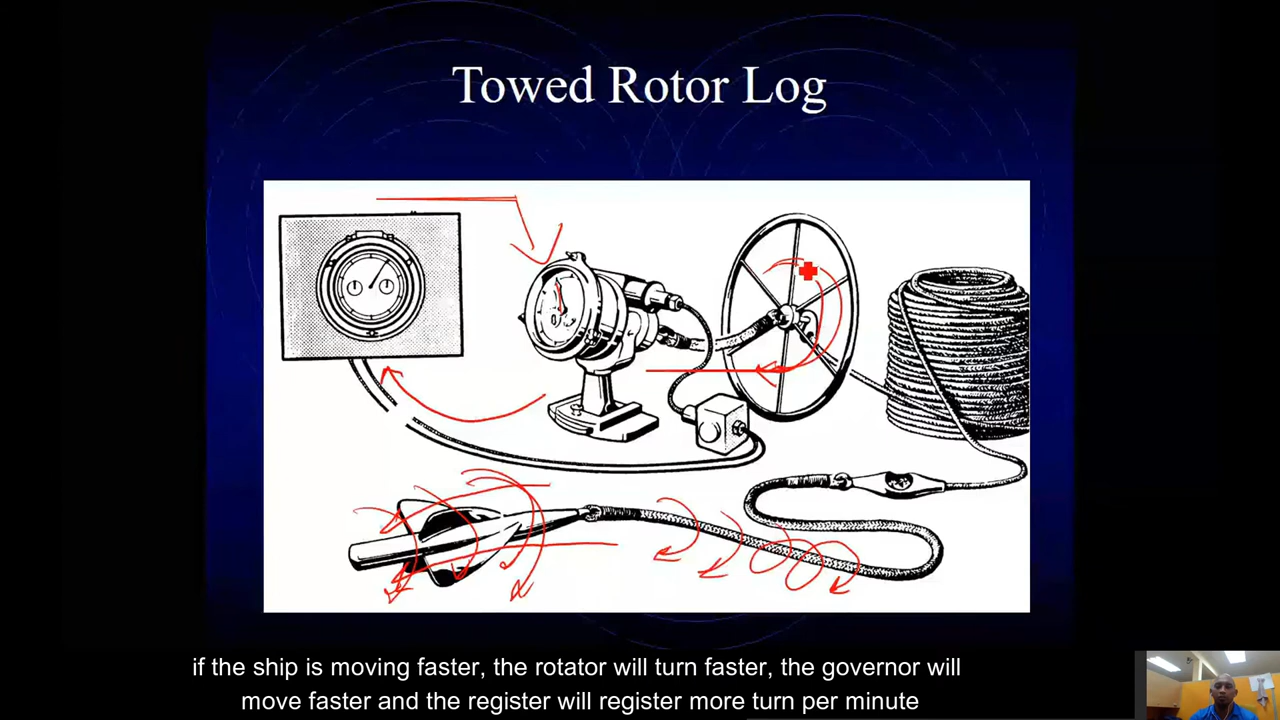 Towed Rotor Log
if the ship is moving faster, the rotator will turn faster, the governor will
move faster and the register will register more turn per minute